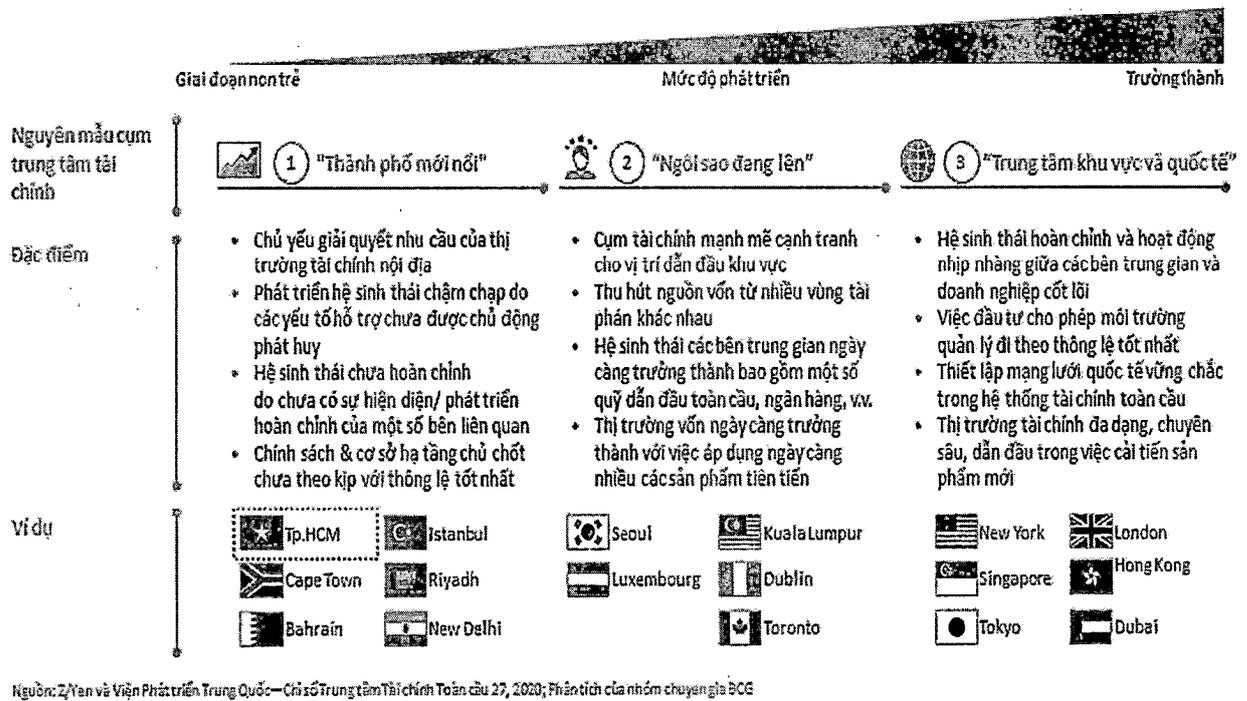 Giai đoạn non trẻ
Mức độ phát triển
Trưởng thành
Nguyên mẫu cụm
trung tâm tài
chính
1 "Thành phố mới nổi"
2 "Ngôi sao đang lên"
3 "Trung tâm khu vực và quốc tế"
Đặc điểm
• Chủ yếu giải quyết nhu cầu của thị
trường tài chính nội địa
• Phát triển hệ sinh thái chậm chạp do
các yếu tố hỗ trợ chưa được chủ động
phát huy
• Hệ sinh thái chưa hoàn chỉnh
do chưa có sự hiện diện/ phát triển
hoàn chỉnh của một số bên liên quan
• Chính sách & cơ sở hạ tầng chủ chốt
chưa theo kịp với thông lệ tốt nhất
• Cụm tài chính mạnh mẽ cạnh tranh
cho vị trí dẫn đầu khu vực
• Thu hút nguồn vốn từ nhiều vùng tài
phán khác nhau
• Hệ sinh thái các bên trung gian ngày
càng trưởng thành bao gồm một số
quỹ dẫn đầu toàn cầu, ngân hàng, v.v.
• Thị trường vốn ngày càng trưởng
thành với việc áp dụng ngày càng
nhiều các sản phẩm tiên tiến
• Hệ sinh thái hoàn chỉnh và hoạt động
nhịp nhàng giữa các bên trung gian và
doanh nghiệp cốt lõi
• Việc đầu tư cho phép môi trường
quản lý đi theo thông lệ tốt nhất
• Thiết lập mạng lưới quốc tế vững chắc
trong hệ thống tài chính toàn cầu
• Thị trường tài chính đa dạng, chuyên
sâu, dẫn đầu trong việc cải tiến sản
phẩm mới
Ví dụ
Tp.HCM
Istanbul
Cape Town
Riyadh
Bahrain
New Delhi
Seoul
Kuala Lumpur
Luxembourg
Dublin
Toronto
New York
London
Singapore
Hong Kong
Tokyo
Dubai
Nguồn: Z/Yen và Viện Phát triển Trung Quốc—Chỉ số Trung tâm Tài chính Toàn cầu 27, 2020; Phân tích của nhóm chuyên gia BCG